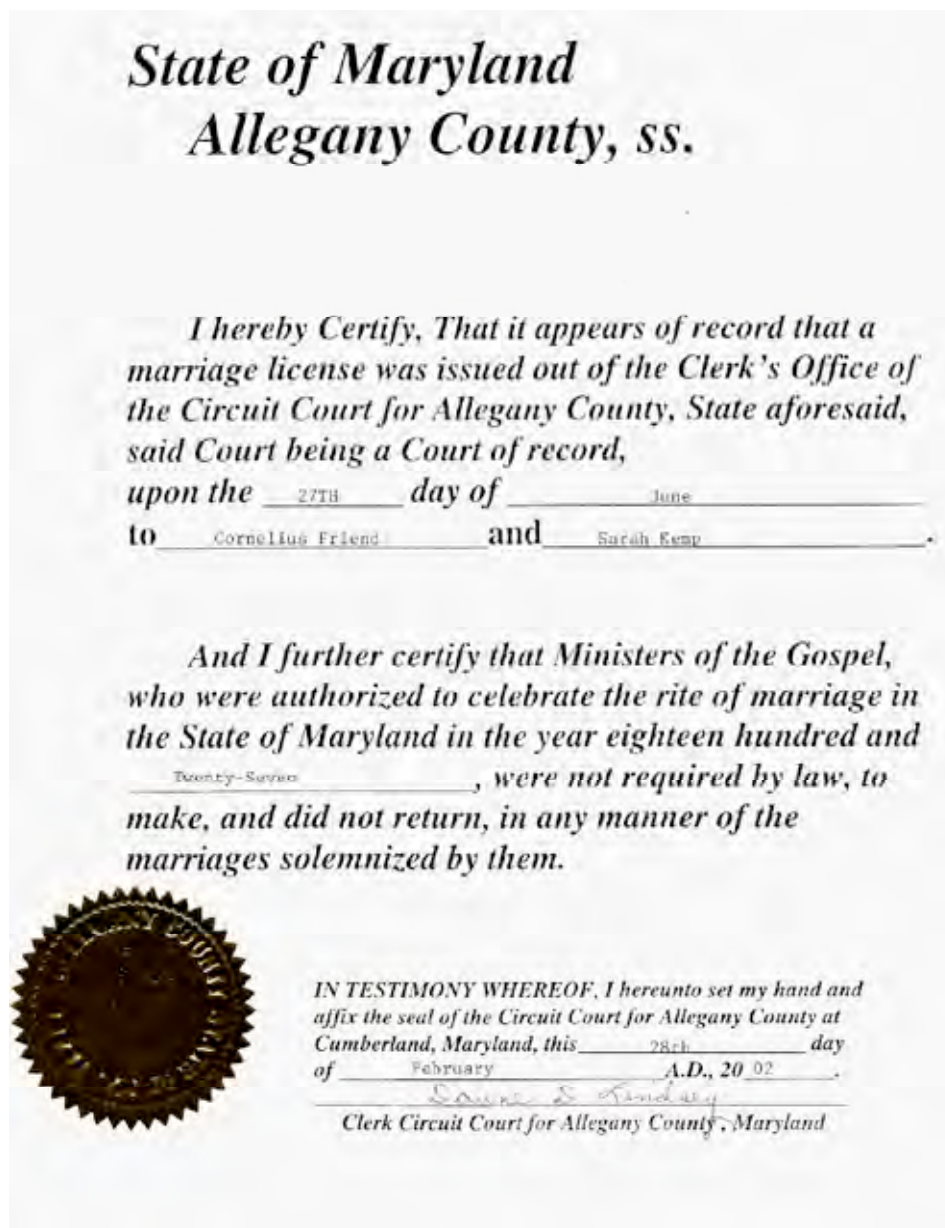 State of Maryland
Allegany County, ss.
I hereby Certify, That it appears of record that a
marriage license was issued out of the Clerk's Office of
the Circuit Court for Allegany County, State aforesaid,
said Court being a Court of record,
upon the 27TH day of June
to Cornelius Friend and Sarah Kemp .
And I further certify that Ministers of the Gospel,
who were authorized to celebrate the rite of marriage in
the State of Maryland in the year eighteen hundred and
Twenty-Seven , were not required by law, to
make, and did not return, in any manner of the
marriages solemnized by them.
IN TESTIMONY WHEREOF, I hereunto set my hand and
affix the seal of the Circuit Court for Allegany County at
Cumberland, Maryland, this 28th day
of February A.D., 20 02 .
Lindsey
Clerk Circuit Court for Allegany County, Maryland
ALLEGANY COUNTY